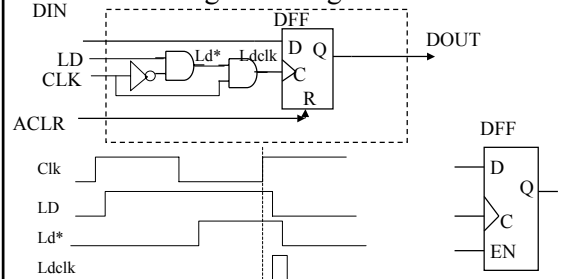 DIN
DFF
D Q
DOUT
LD
Ld*
Ldclk
CLK
C
R
ACLR
DFF
Clk
D
Q
LD
C
Ld*
EN
Ldclk